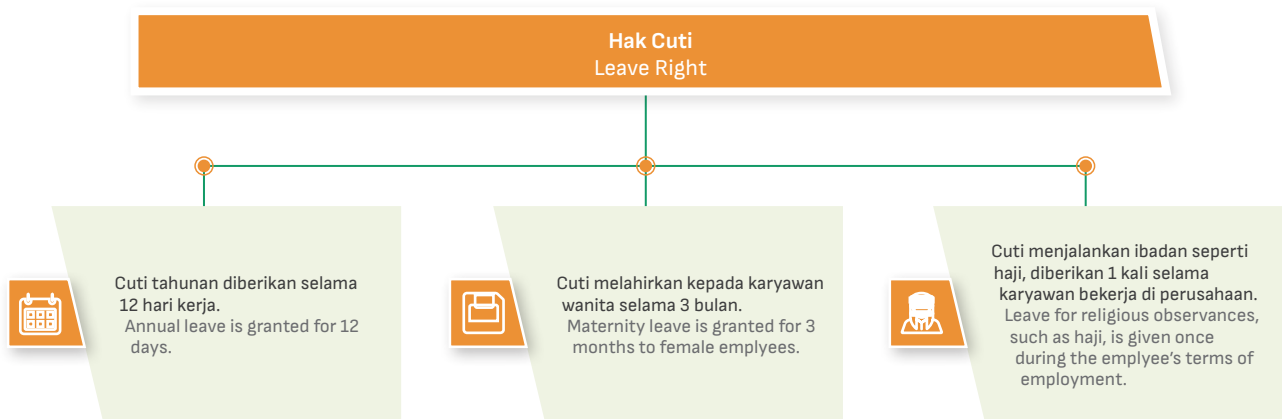 Hak Cuti
Leave Right
Cuti tahunan diberikan selama
12 hari kerja.
Annual leave is granted for 12
days.
Cuti melahirkan kepada karyawan
wanita selama 3 bulan.
Maternity leave is granted for 3
months to female emplyees.
Cuti menjalankan ibadan seperti
haji, diberikan 1 kali selama
karyawan bekerja di perusahaan.
Leave for religious observances,
such as haji, is given once
during the emplyee’s terms of
employment.